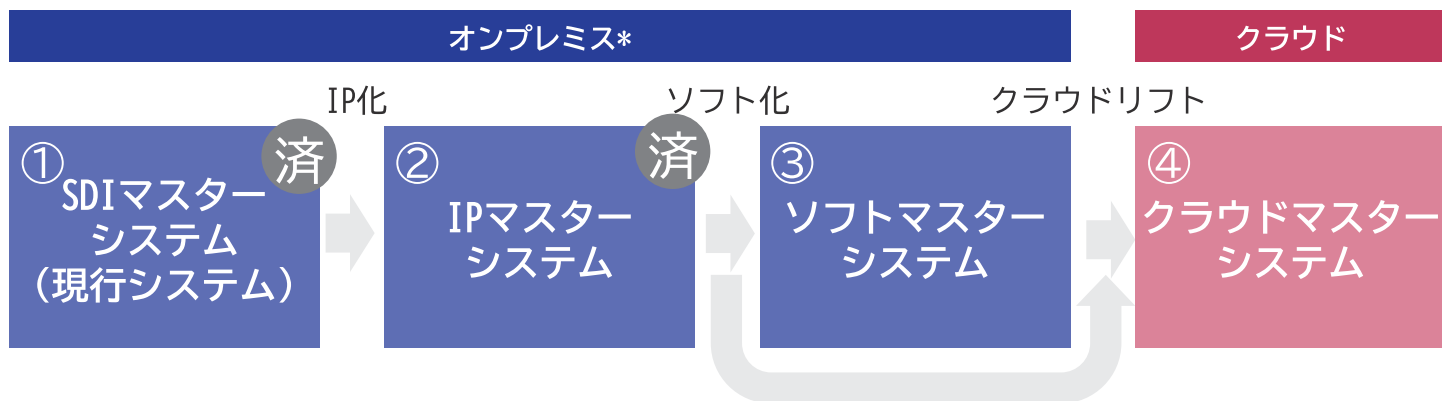 オンプレミス*
クラウド
IP化
ソフト化
クラウドリフト
①
済
SDIマスター
システム
（現行システム）
②
済
IPマスター
システム
③
ソフトマスター
システム
④
クラウドマスター
システム